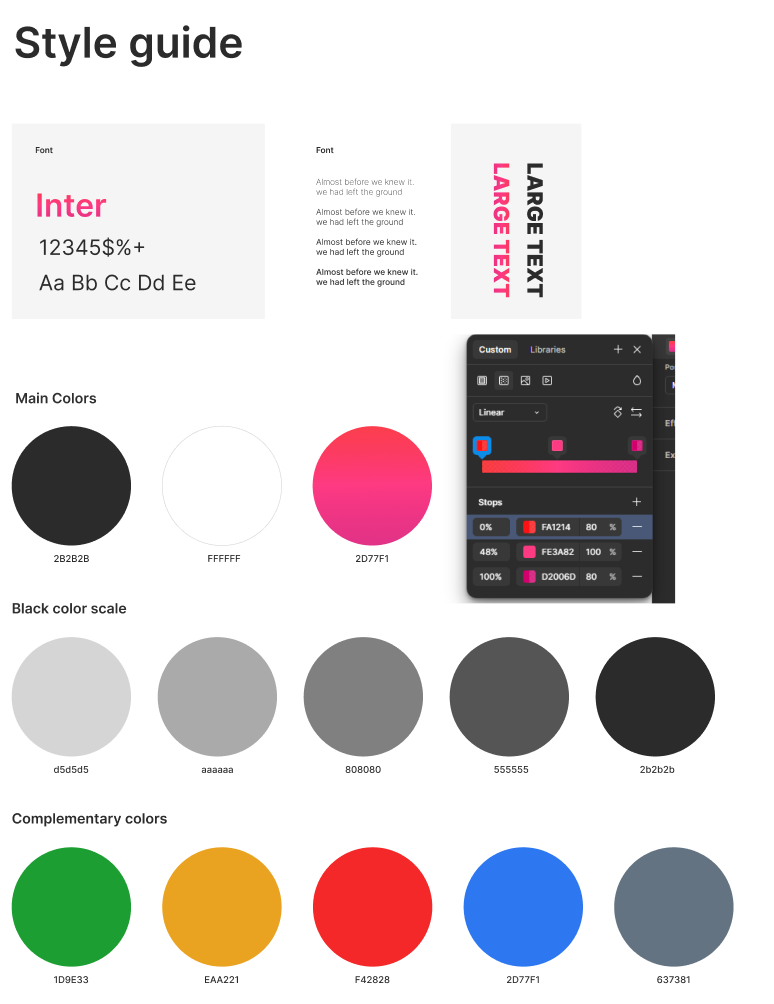 Style guide
Font
Inter
12345$%+
Aa Bb Cc Dd Ee
Font
Almost before we knew it.
we had left the ground
Almost before we knew it.
we had left the ground
Almost before we knew it.
we had left the ground
Almost before we knew it.
we had left the ground
LARGE TEXT
LARGE TEXT
Custom Libraries
Linear
Stops
0% FA1214 80 %
48% FE3A82 100 %
100% D2006D 80 %
Po
Eff
Ex
Main Colors
2B2B2B
FFFFFF
2D77F1
Black color scale
d5d5d5
aaaaaa
808080
555555
2b2b2b
Complementary colors
1D9E33
EAA221
F42828
2D77F1
637381